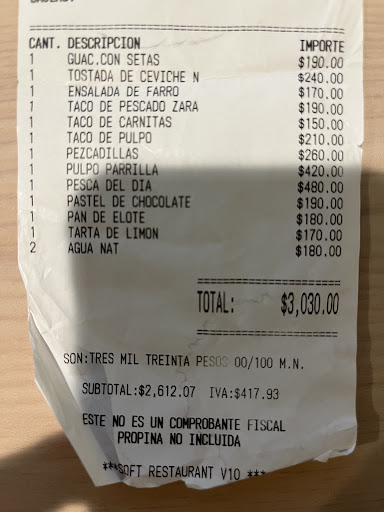 CANT. DESCRIPCION IMPORTE
1 GUAC.CON SETAS $190.00
1 TOSTADA DE CEVICHE N $240.00
1 ENSALADA DE FARRO $170.00
1 TACO DE PESCADO ZARA $190.00
1 TACO DE CARNITAS $150.00
1 TACO DE PULPO $210.00
1 PEZCADILLAS $260.00
1 PULPO PARRILLA $420.00
1 PESCA DEL DIA $480.00
1 PASTEL DE CHOCOLATE $190.00
1 PAN DE ELOTE $180.00
1 TARTA DE LIMON $170.00
2 AGUA NAT $180.00
TOTAL: $3,030.00
SON:TRES MIL TREINTA PESOS 00/100 M.N.
SUBTOTAL:$2,612.07 IVA:$417.93
ESTE NO ES UN COMPROBANTE FISCAL
PROPINA NO INCLUIDA
***SOFT RESTAURANT V10 ***